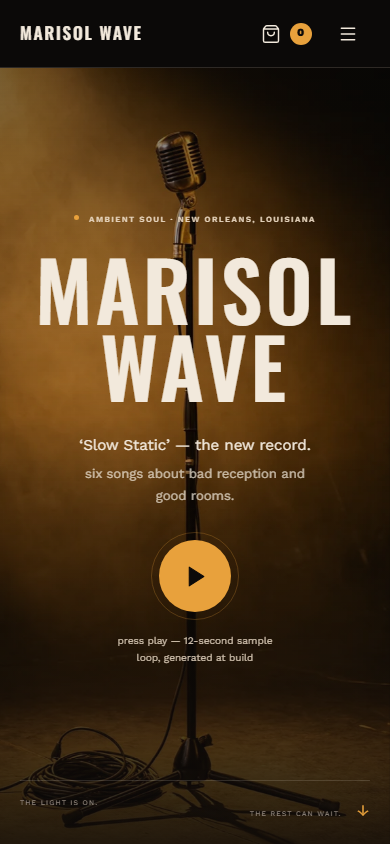 MARISOL WAVE
0
AMBIENT SOUL · NEW ORLEANS, LOUISIANA
MARISOL
WAVE
‘Slow Static’ — the new record.
six songs about bad reception and
good rooms.
press play — 12-second sample
loop, generated at build
THE LIGHT IS ON.
THE REST CAN WAIT.